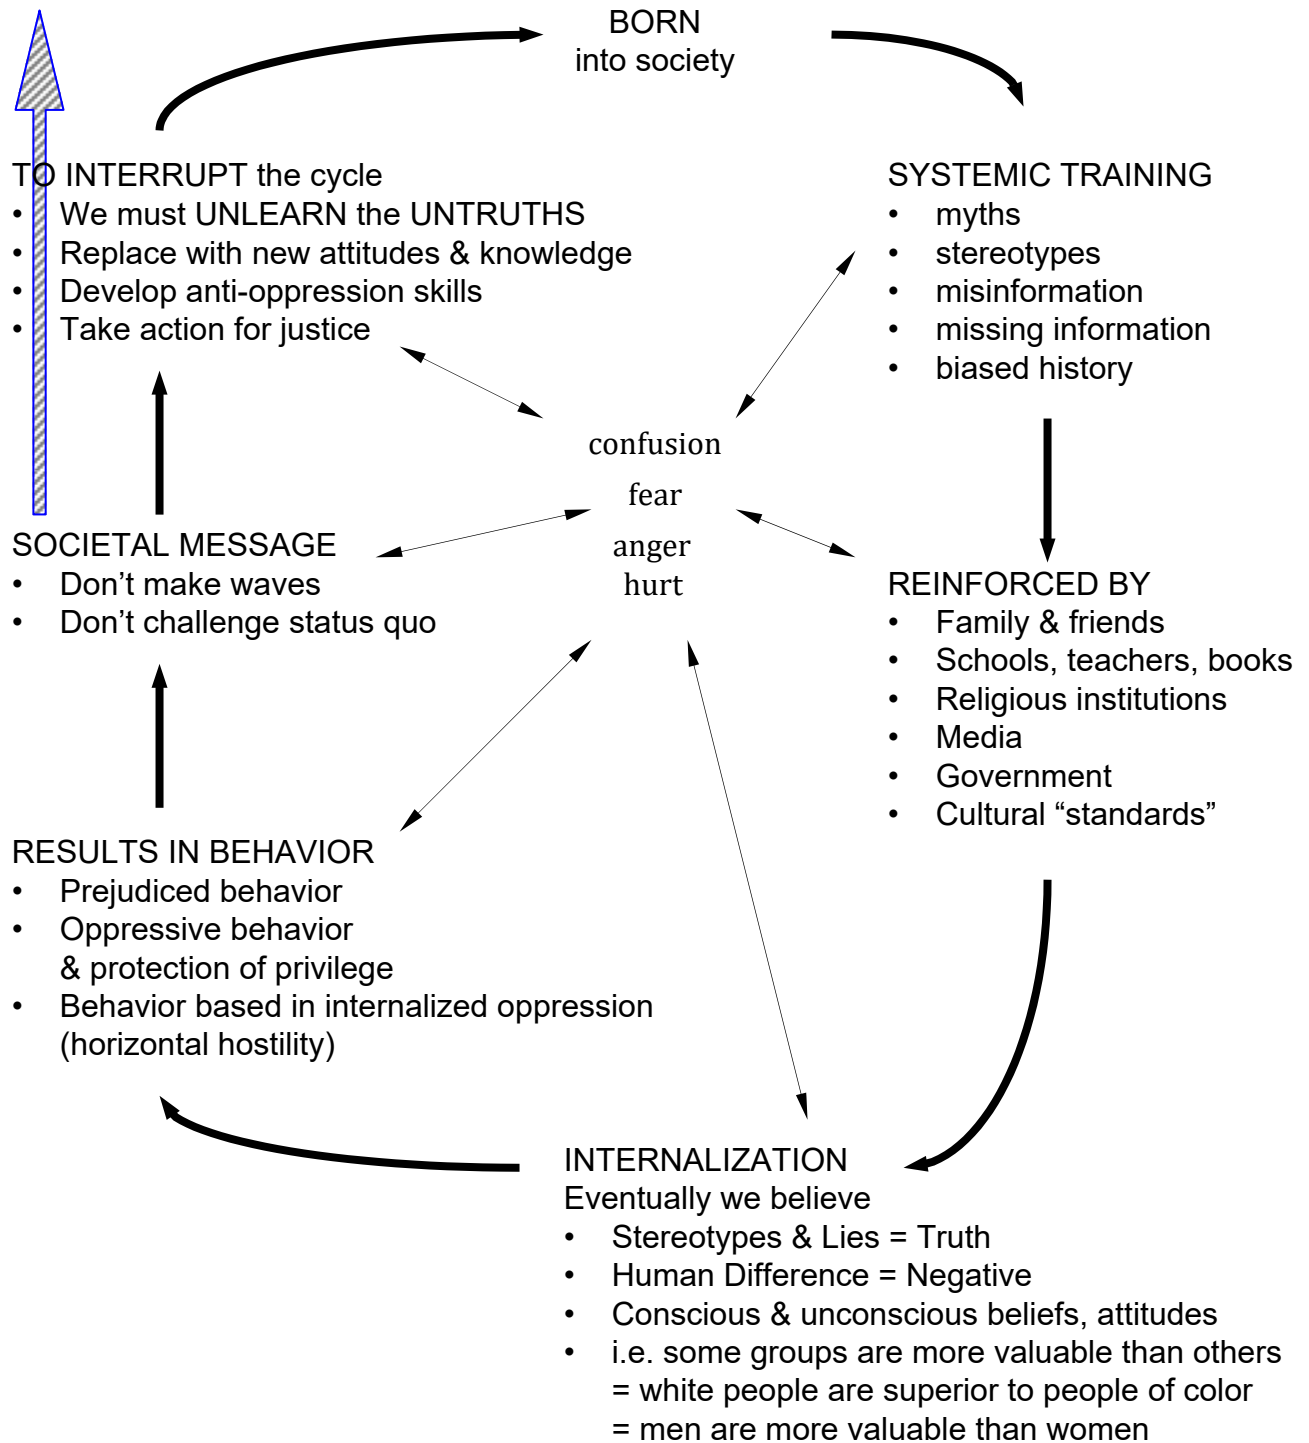 BORN
into society
TO INTERRUPT the cycle
• We must UNLEARN the UNTRUTHS
• Replace with new attitudes & knowledge
• Develop anti-oppression skills
• Take action for justice
SYSTEMIC TRAINING
• myths
• stereotypes
• misinformation
• missing information
• biased history
confusion
fear
anger
hurt
SOCIETAL MESSAGE
• Don’t make waves
• Don’t challenge status quo
REINFORCED BY
• Family & friends
• Schools, teachers, books
• Religious institutions
• Media
• Government
• Cultural “standards”
RESULTS IN BEHAVIOR
• Prejudiced behavior
• Oppressive behavior
& protection of privilege
• Behavior based in internalized oppression
(horizontal hostility)
INTERNALIZATION
Eventually we believe
• Stereotypes & Lies = Truth
• Human Difference = Negative
• Conscious & unconscious beliefs, attitudes
• i.e. some groups are more valuable than others
= white people are superior to people of color
= men are more valuable than women